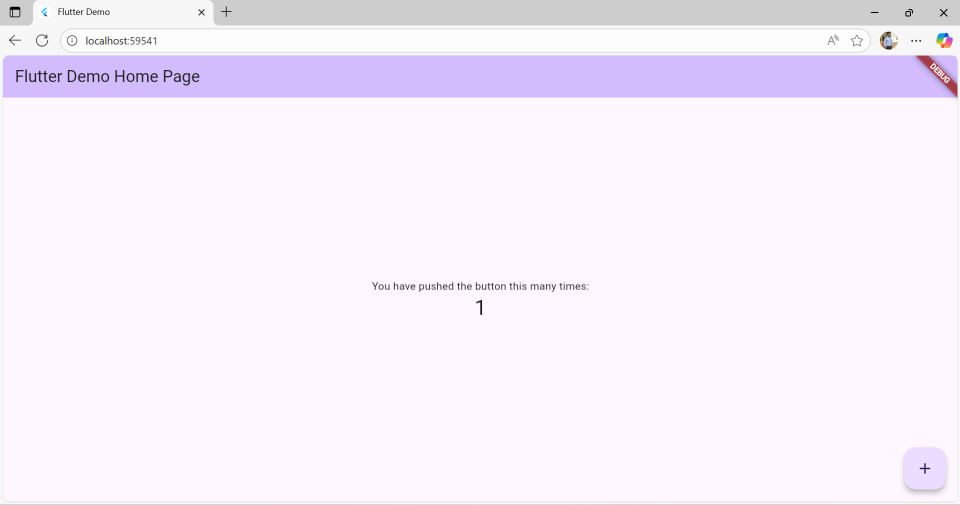 Flutter Demo
localhost:59541
Flutter Demo Home Page
DEBUG
You have pushed the button this many times:
1